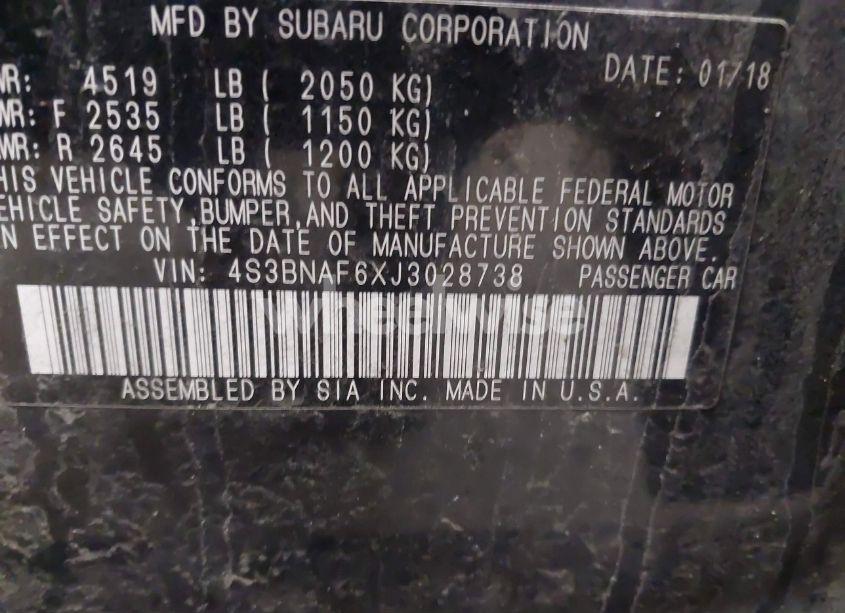 MFD BY SUBARU CORPORATION
DATE: 01/18
WR: 4519 LB ( 2050 KG)
WR: F 2535 LB ( 1150 KG)
WR: R 2645 LB ( 1200 KG)
HIS VEHICLE CONFORMS TO ALL APPLICABLE FEDERAL MOTOR
EHICLE SAFETY,BUMPER,AND THEFT PREVENTION STANDARDS
N EFFECT ON THE DATE OF MANUFACTURE SHOWN ABOVE.
VIN: 4S3BNAF6XJ3028738 PASSENGER CAR
wheelwise
ASSEMBLED BY SIA INC. MADE IN U.S.A.